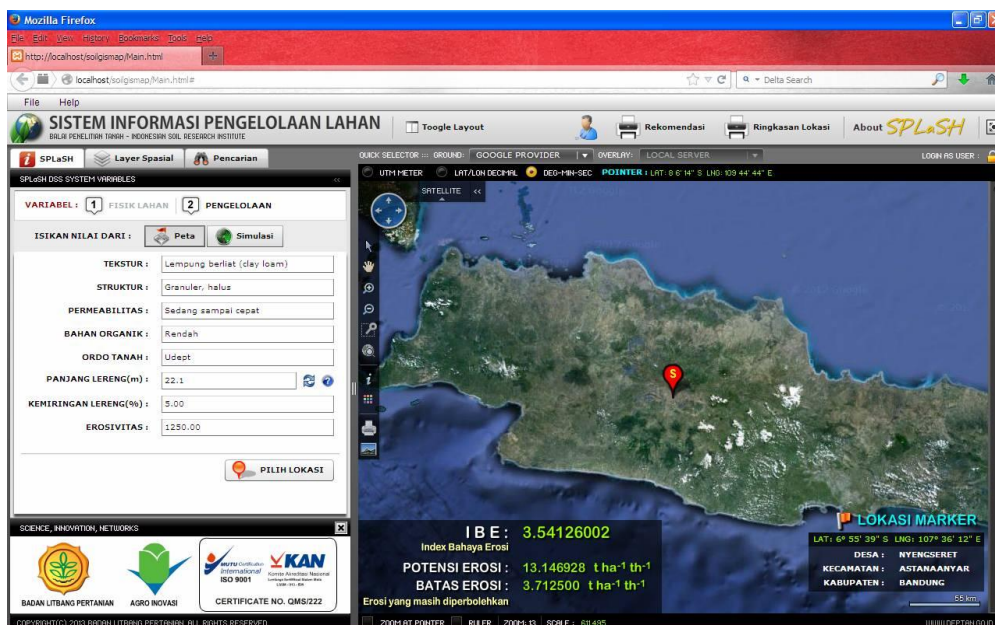 Mozilla Firefox
File Edit View History Bookmarks Tools Help
http://localhost/soilgismap/Main.html
localhost/soilgismap/Main.html#
Delta Search
File Help
SISTEM INFORMASI PENGELOLAAN LAHAN
BALAI PENELITIAN TANAH - INDONESIAN SOIL RESEARCH INSTITUTE
Toogle Layout
Rekomendasi
Ringkasan Lokasi
About SPLaSH
SPLaSH
Layer Spasial
Pencarian
QUICK SELECTOR ::: GROUND: GOOGLE PROVIDER OVERLAY: LOCAL SERVER
LOGIN AS USER :
SPLaSH DSS SYSTEM VARIABLES <<
UTM METER LAT/LON DECIMAL DEG-MIN-SEC POINTER : LAT: 8 6' 14" S LNG: 109 44' 44" E
SATELLITE <<
VARIABEL : 1 FISIK LAHAN 2 PENGELOLAAN
ISIKAN NILAI DARI : Peta Simulasi
TEKSTUR : Lempung berliat (clay loam)
STRUKTUR : Granuler, halus
PERMEABILITAS : Sedang sampai cepat
BAHAN ORGANIK : Rendah
ORDO TANAH : Udept
PANJANG LERENG(m) : 22.1
KEMIRINGAN LERENG(%) : 5.00
EROSIVITAS : 1250.00
PILIH LOKASI
S
SCIENCE, INNOVATION, NETWORKS
BADAN LITBANG PERTANIAN
AGRO INOVASI
MUTU Certification International
ISO 9001
KAN
Komite Akreditasi Nasional
CERTIFICATE NO. QMS/222
IBE : 3.54126002
Index Bahaya Erosi
POTENSI EROSI : 13.146928 t ha-1 th-1
BATAS EROSI : 3.712500 t ha-1 th-1
Erosi yang masih diperbolehkan
LOKASI MARKER
LAT: 6° 55' 39" S LNG: 107° 36' 12" E
DESA : NYENGSERET
KECAMATAN : ASTANAANYAR
KABUPATEN : BANDUNG
55 km
COPYRIGHT(C) 2013 BADAN LITBANG PERTANIAN, ALL RIGHTS RESERVED
ZOOM AT POINTER RULER ZOOM: 13 SCALE : 611495
WWW.DEPTAN.GO.ID